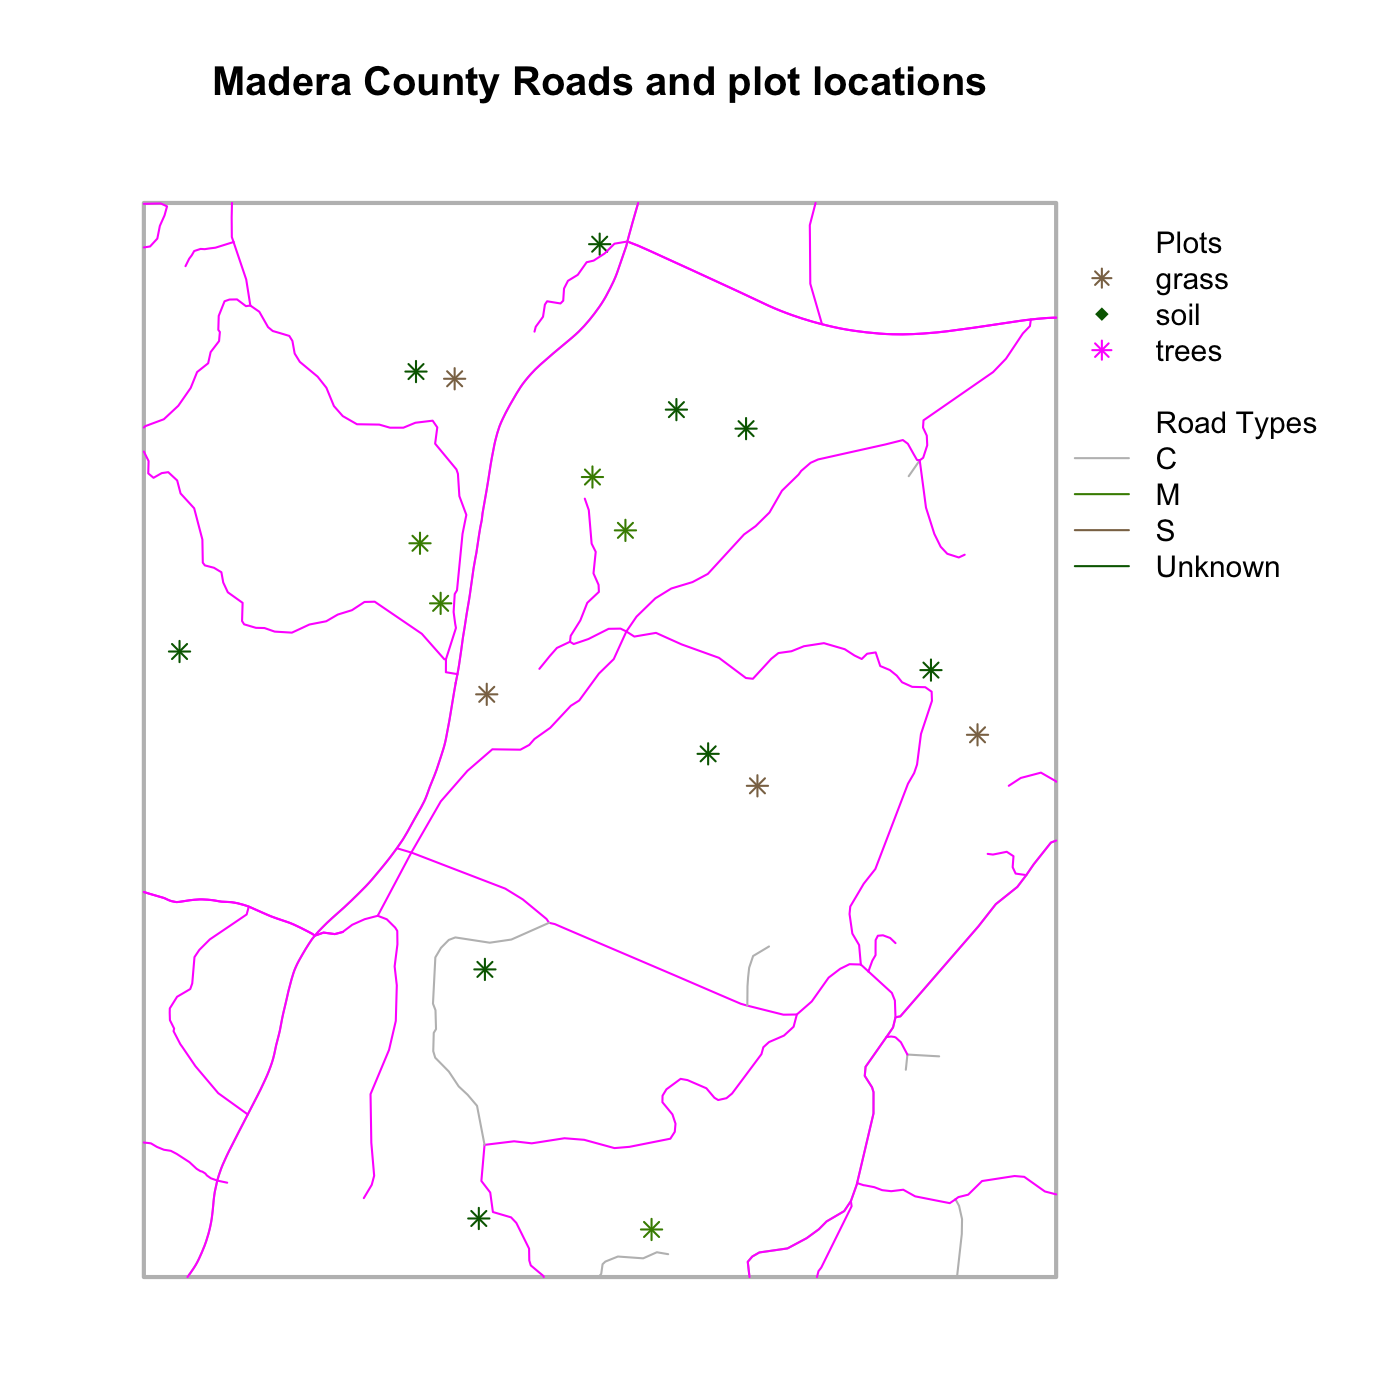 Madera County Roads and plot locations
Plots
grass
soil
trees
Road Types
C
M
S
Unknown